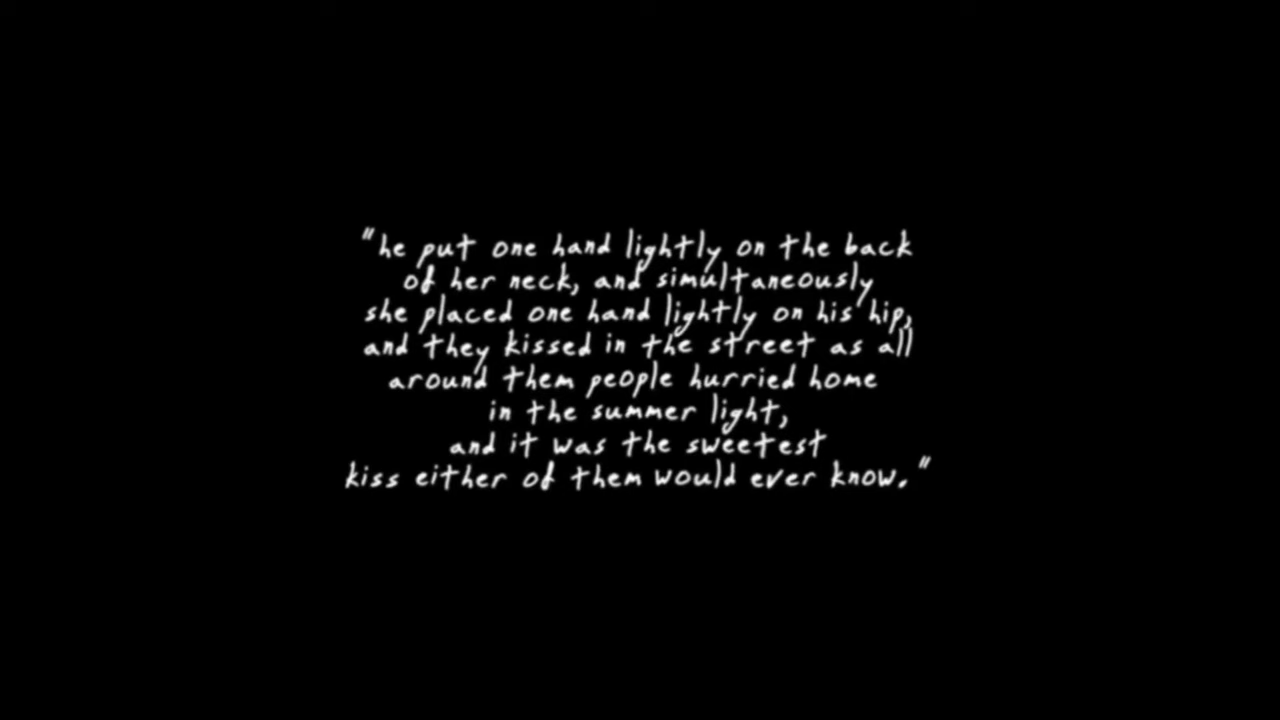 "he put one hand lightly on the back
of her neck, and simultaneously
she placed one hand lightly on his hip,
and they kissed in the street as all
around them people hurried home
in the summer light,
and it was the sweetest
kiss either of them would ever know."